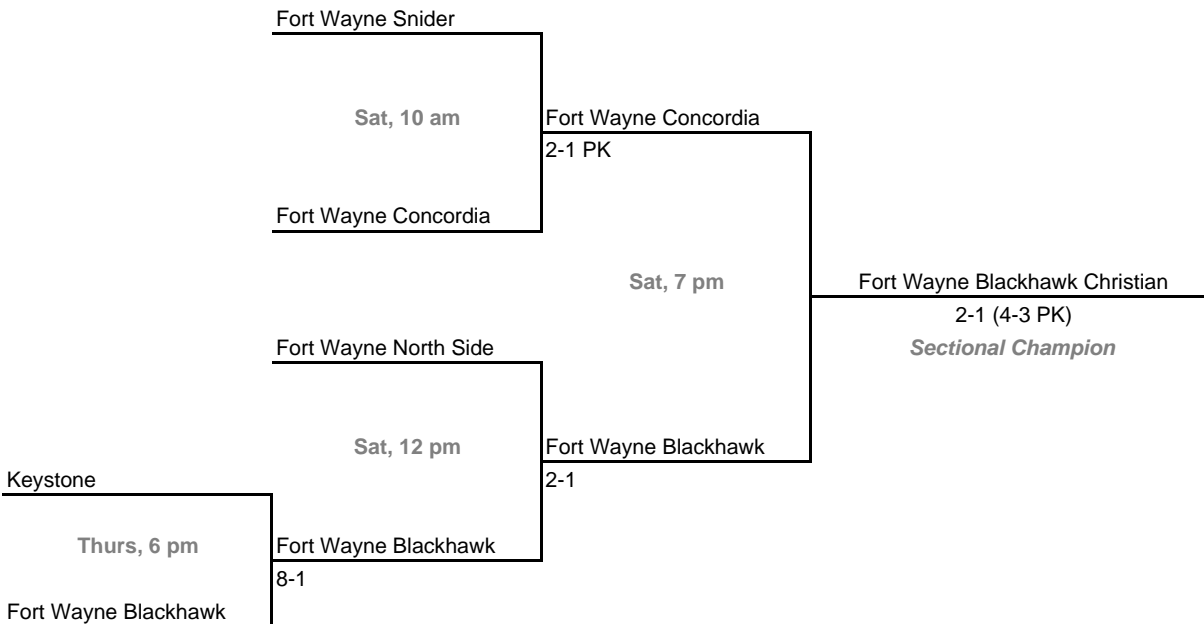 Fort Wayne Snider
Sat, 10 am
Fort Wayne Concordia
2-1 PK
Fort Wayne Concordia
Sat, 7 pm
Fort Wayne Blackhawk Christian
2-1 (4-3 PK)
Sectional Champion
Fort Wayne North Side
Sat, 12 pm
Fort Wayne Blackhawk
2-1
Keystone
Thurs, 6 pm
Fort Wayne Blackhawk
8-1
Fort Wayne Blackhawk